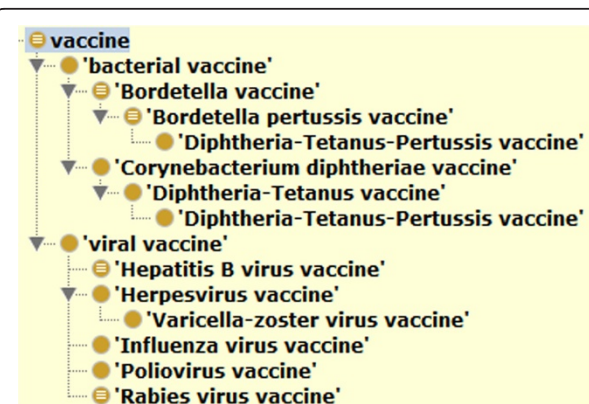 vaccine
'bacterial vaccine'
'Bordetella vaccine'
'Bordetella pertussis vaccine'
'Diphtheria-Tetanus-Pertussis vaccine'
'Corynebacterium diphtheriae vaccine'
'Diphtheria-Tetanus vaccine'
'Diphtheria-Tetanus-Pertussis vaccine'
'viral vaccine'
'Hepatitis B virus vaccine'
'Herpesvirus vaccine'
'Varicella-zoster virus vaccine'
'Influenza virus vaccine'
'Poliovirus vaccine'
'Rabies virus vaccine'